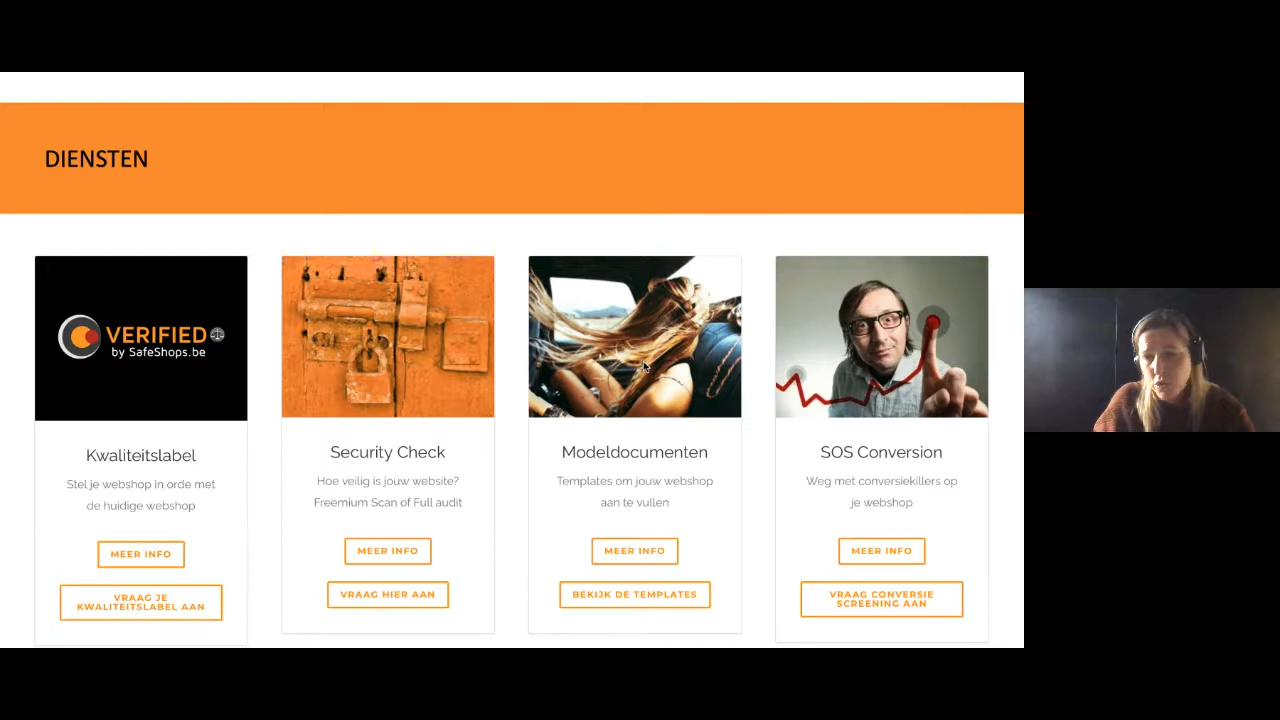 DIENSTEN
VERIFIED
by SafeShops.be
Kwaliteitslabel
Stel je webshop in orde met
de huidige webshop
MEER INFO
VRAAG JE
KWALITEITSLABEL AAN
Security Check
Hoe veilig is jouw website?
Freemium Scan of Full audit
MEER INFO
VRAAG HIER AAN
Modeldocumenten
Templates om jouw webshop
aan te vullen
MEER INFO
BEKIJK DE TEMPLATES
SOS Conversion
Weg met conversiekillers op
je webshop
MEER INFO
VRAAG CONVERSIE
SCREENING AAN